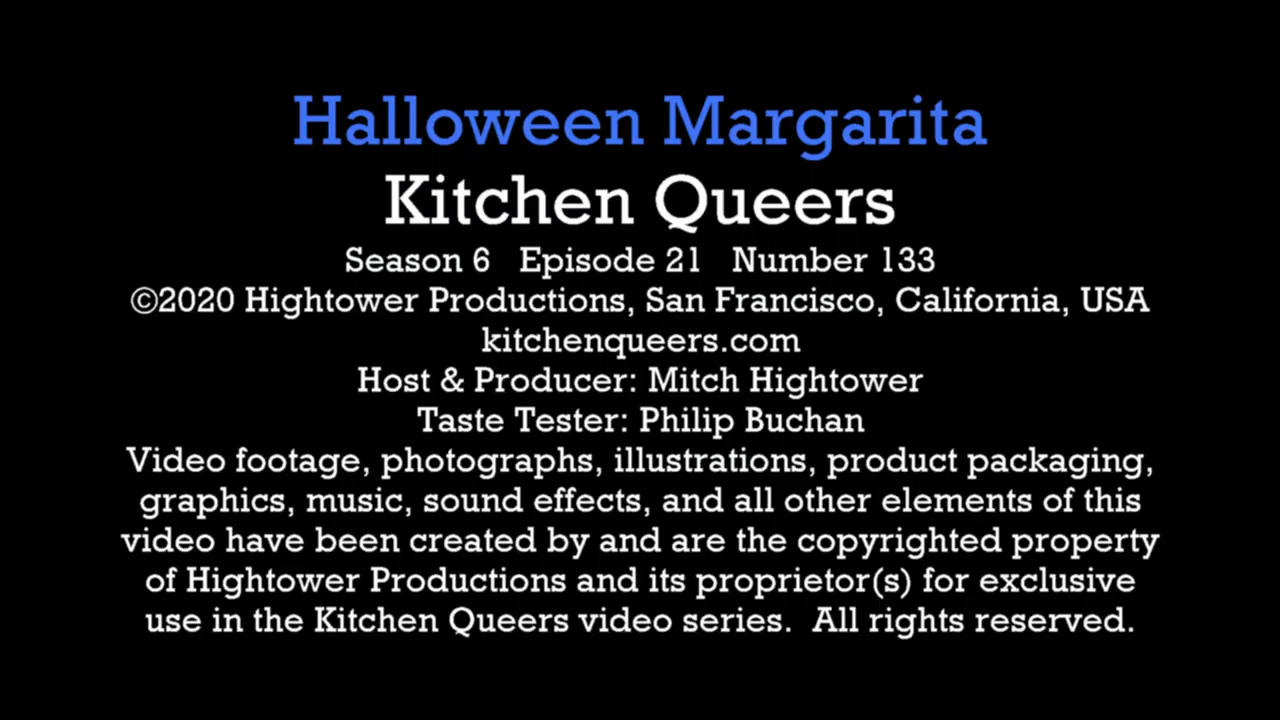 Halloween Margarita
Kitchen Queers
Season 6 Episode 21 Number 133
©2020 Hightower Productions, San Francisco, California, USA
kitchenqueers.com
Host & Producer: Mitch Hightower
Taste Tester: Philip Buchan
Video footage, photographs, illustrations, product packaging,
graphics, music, sound effects, and all other elements of this
video have been created by and are the copyrighted property
of Hightower Productions and its proprietor(s) for exclusive
use in the Kitchen Queers video series.  All rights reserved.